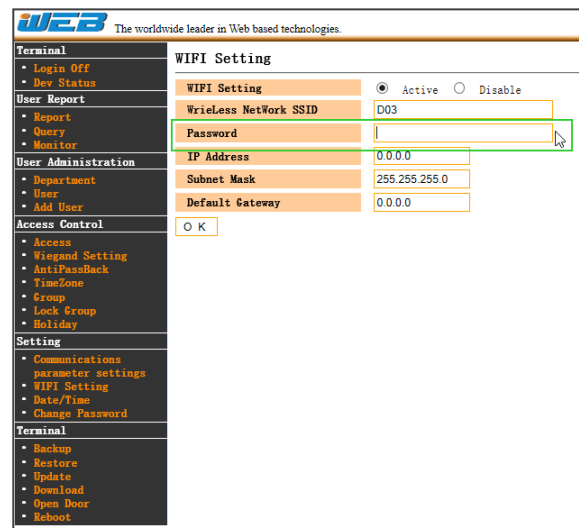 iWEB The worldwide leader in Web based technologies.
Terminal
Login Off
Dev Status
User Report
Report
Query
Monitor
User Administration
Department
User
Add User
Access Control
Access
Wiegand Setting
AntiPassBack
TimeZone
Group
Lock Group
Holiday
Setting
Communications
parameter settings
WIFI Setting
Date/Time
Change Password
Terminal
Backup
Restore
Update
Download
Open Door
Reboot
WIFI Setting
WIFI Setting Active Disable
WrieLess NetWork SSID D03
Password
IP Address 0.0.0.0
Subnet Mask 255.255.255.0
Default Gateway 0.0.0.0
O K